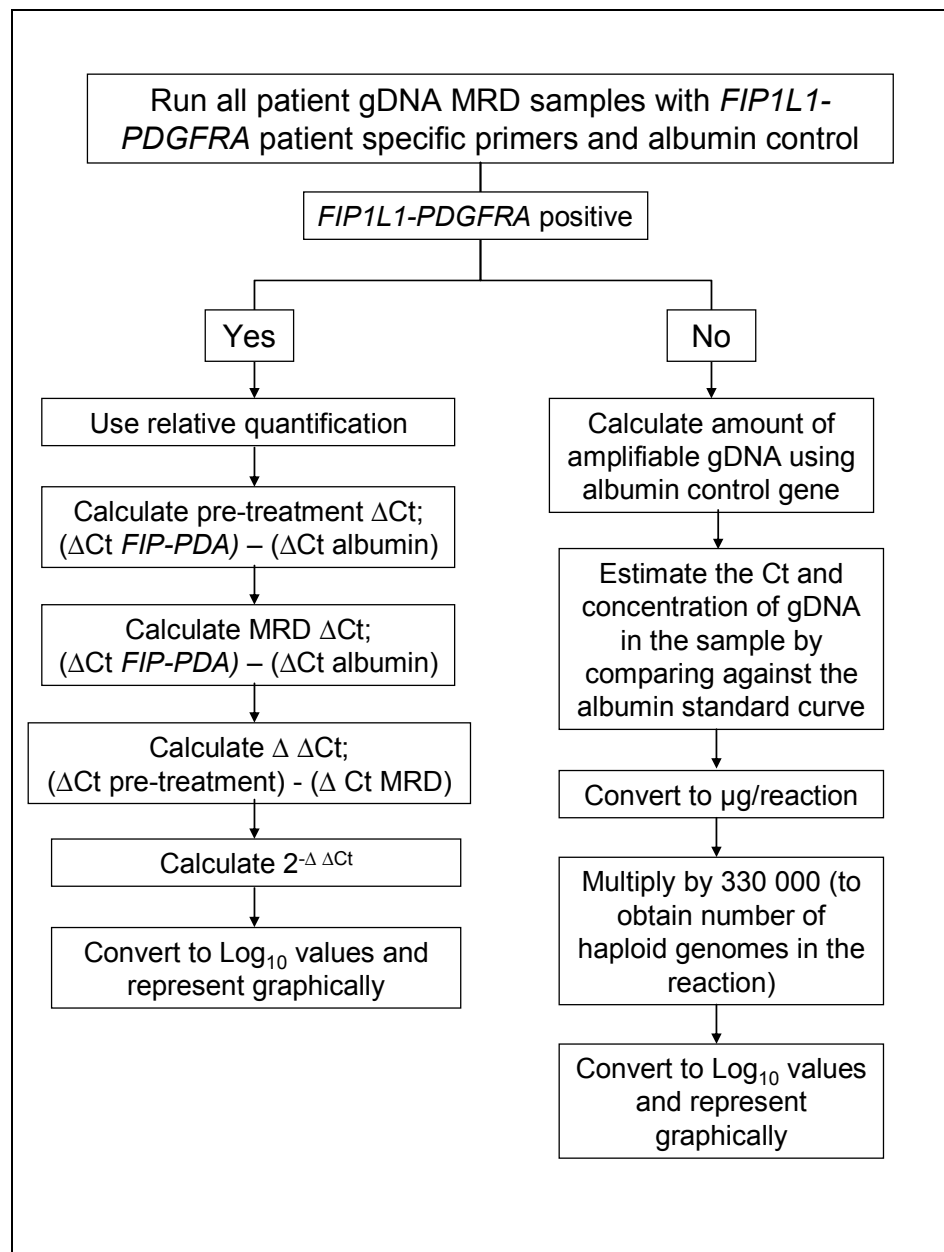 Run all patient gDNA MRD samples with FIP1L1-
PDGFRA patient specific primers and albumin control
FIP1L1-PDGFRA positive
Yes
Use relative quantification
Calculate pre-treatment ΔCt;
(ΔCt FIP-PDA) – (ΔCt albumin)
Calculate MRD ΔCt;
(ΔCt FIP-PDA) – (ΔCt albumin)
Calculate Δ ΔCt;
(ΔCt pre-treatment) - (Δ Ct MRD)
Calculate 2-Δ ΔCt
Convert to Log10 values and
represent graphically
No
Calculate amount of
amplifiable gDNA using
albumin control gene
Estimate the Ct and
concentration of gDNA
in the sample by
comparing against the
albumin standard curve
Convert to µg/reaction
Multiply by 330 000 (to
obtain number of
haploid genomes in the
reaction)
Convert to Log10 values
and represent
graphically